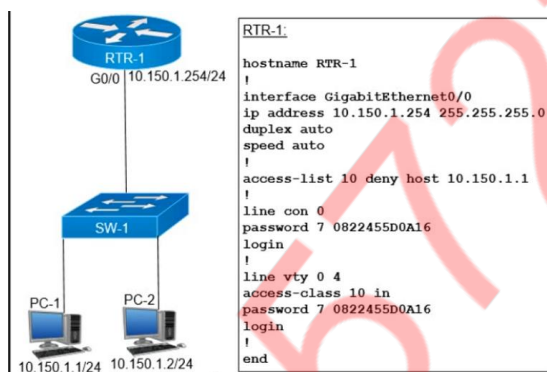 RTR-1
G0/0 10.150.1.254/24
SW-1
PC-1
PC-2
10.150.1.1/24
10.150.1.2/24
RTR-1:
hostname RTR-1
!
interface GigabitEthernet0/0
ip address 10.150.1.254 255.255.255.0
duplex auto
speed auto
!
access-list 10 deny host 10.150.1.1
!
line con 0
password 7 0822455D0A16
login
!
line vty 0 4
access-class 10 in
password 7 0822455D0A16
login
!
end